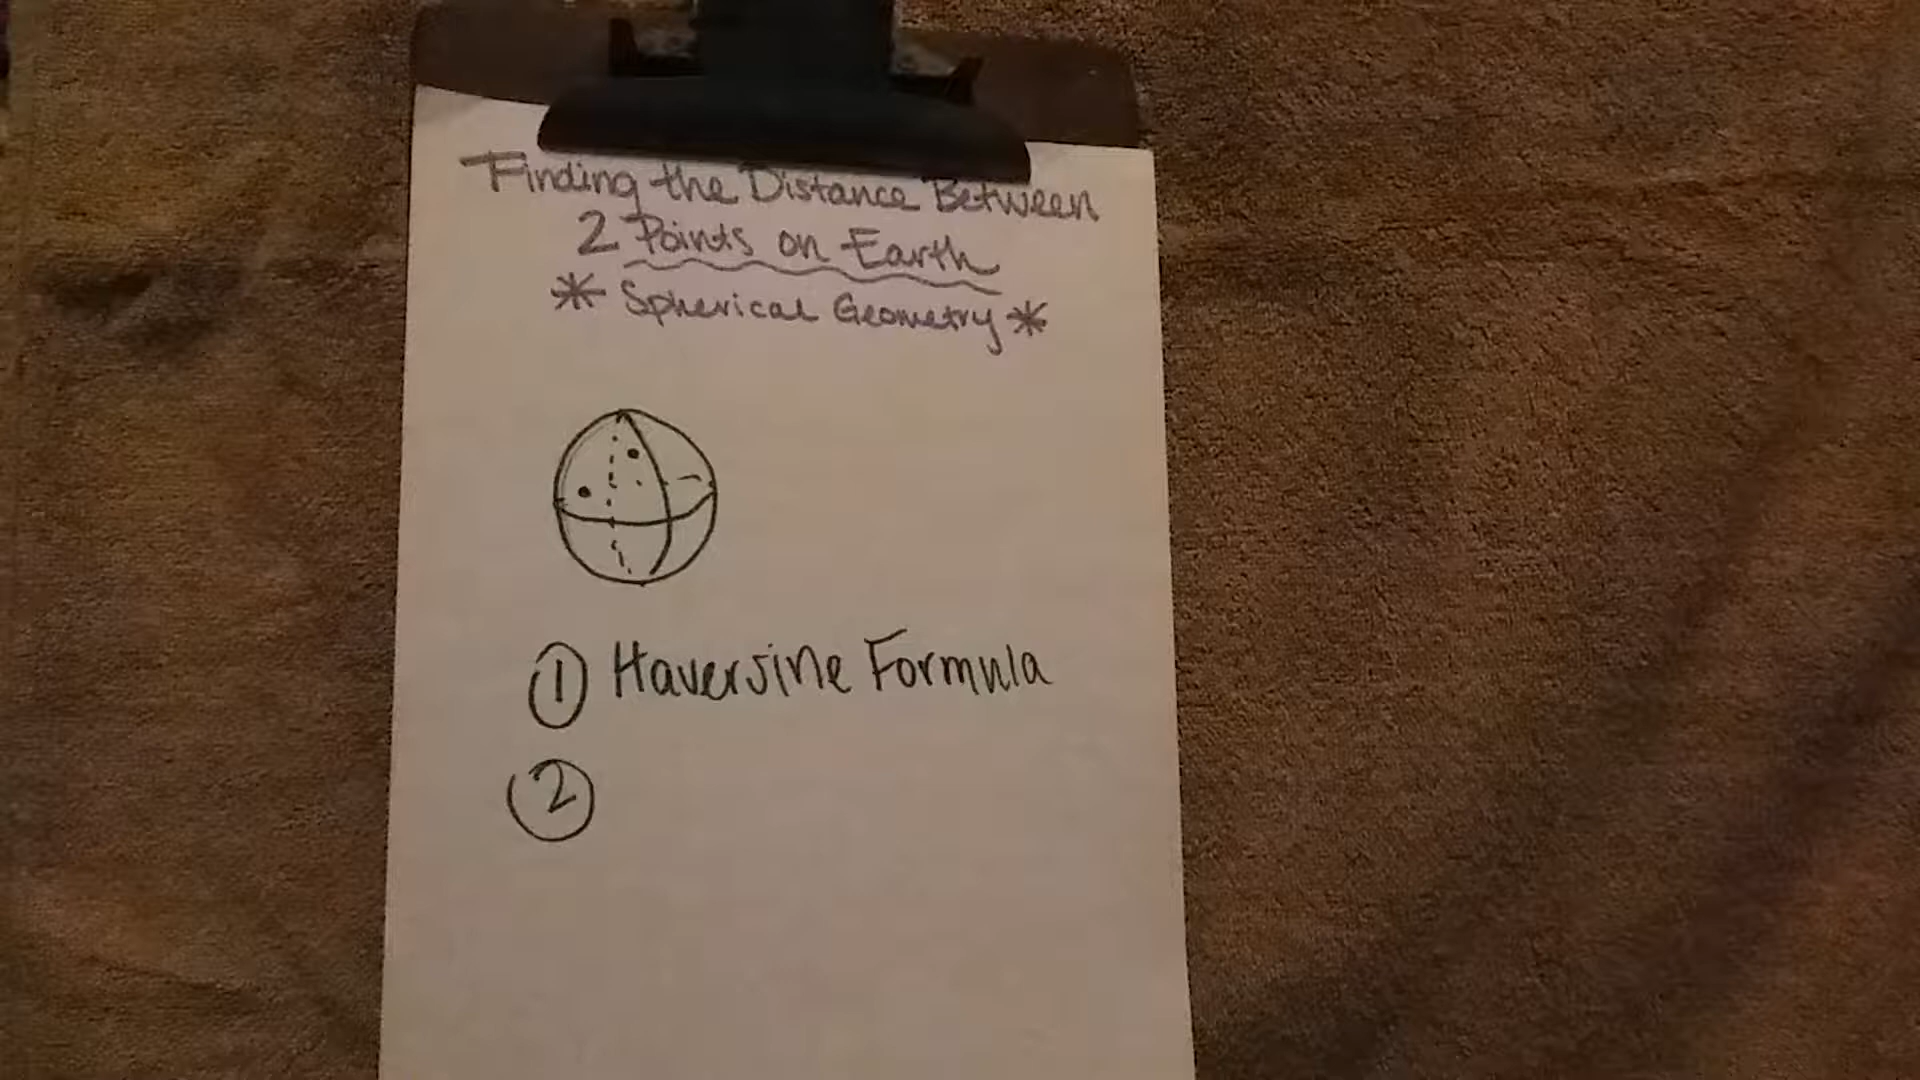 Finding the Distance Between
2 Points on Earth
* Spherical Geometry *
① Haversine Formula
②